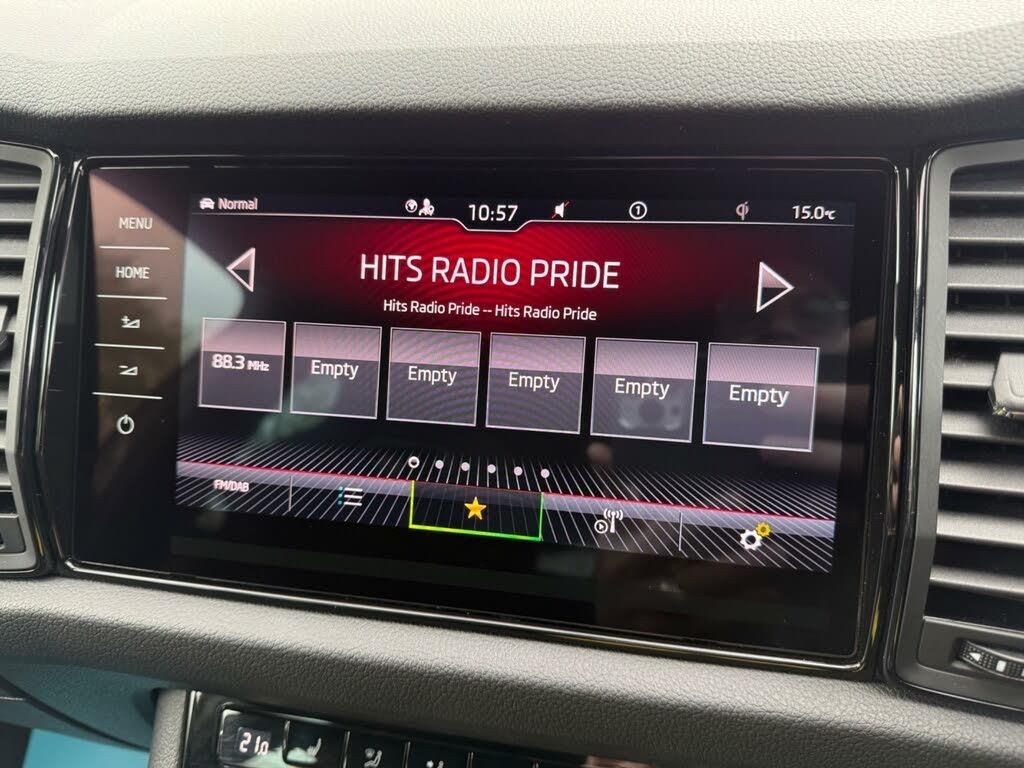 MENU
HOME
Normal
10:57
1
15.0°C
HITS RADIO PRIDE
Hits Radio Pride -- Hits Radio Pride
88.3 MHz
Empty
Empty
Empty
Empty
Empty
FM/DAB
21.0